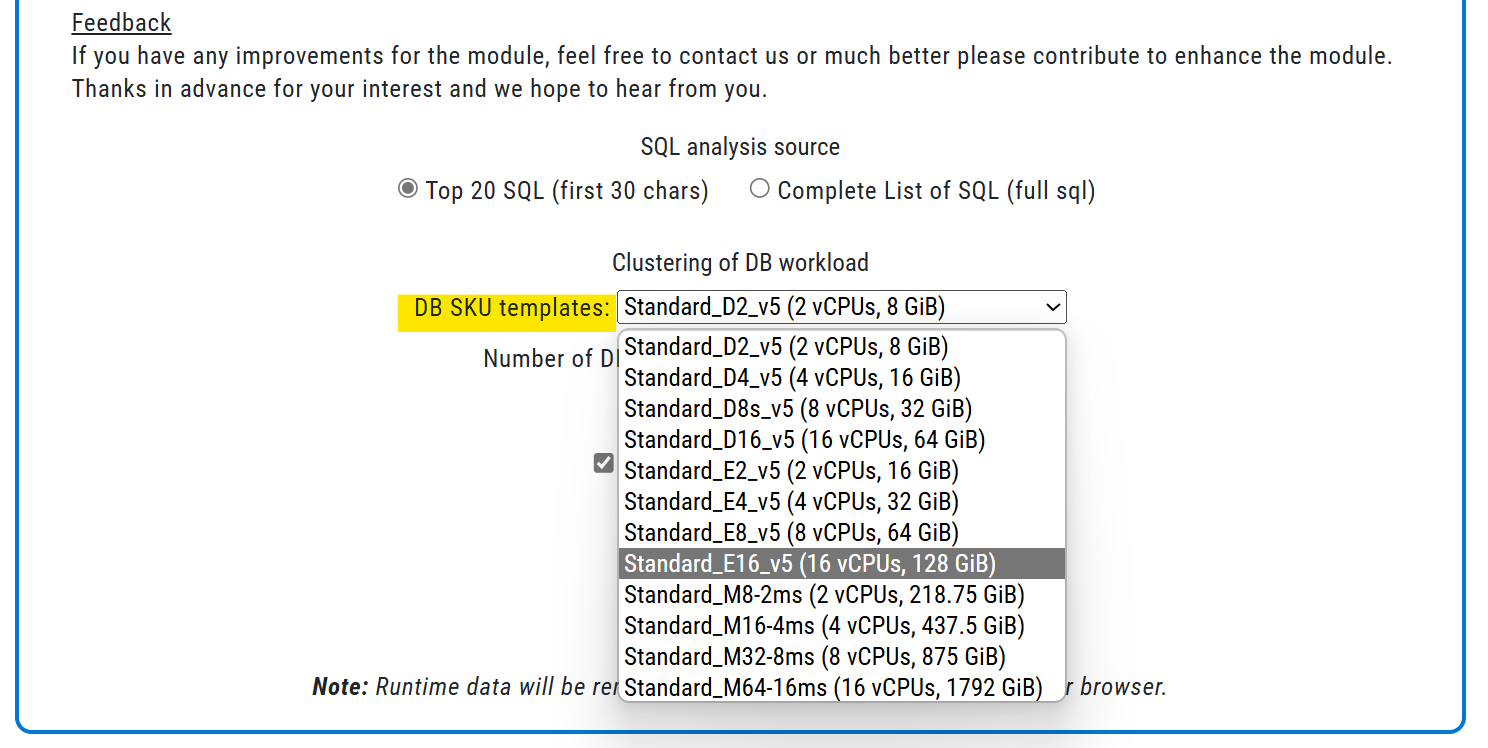 Feedback
If you have any improvements for the module, feel free to contact us or much better please contribute to enhance the module.
Thanks in advance for your interest and we hope to hear from you.
SQL analysis source
Top 20 SQL (first 30 chars) Complete List of SQL (full sql)
Clustering of DB workload
DB SKU templates: Standard_D2_v5 (2 vCPUs, 8 GiB)
Standard_D2_v5 (2 vCPUs, 8 GiB)
Number of
Standard_D4_v5 (4 vCPUs, 16 GiB)
Standard_D8s_v5 (8 vCPUs, 32 GiB)
Standard_D16_v5 (16 vCPUs, 64 GiB)
Standard_E2_v5 (2 vCPUs, 16 GiB)
Standard_E4_v5 (4 vCPUs, 32 GiB)
Standard_E8_v5 (8 vCPUs, 64 GiB)
Standard_E16_v5 (16 vCPUs, 128 GiB)
Standard_M8-2ms (2 vCPUs, 218.75 GiB)
Standard_M16-4ms (4 vCPUs, 437.5 GiB)
Standard_M32-8ms (8 vCPUs, 875 GiB)
Standard_M64-16ms (16 vCPUs, 1792 GiB)
Note: Runtime data will be browser.